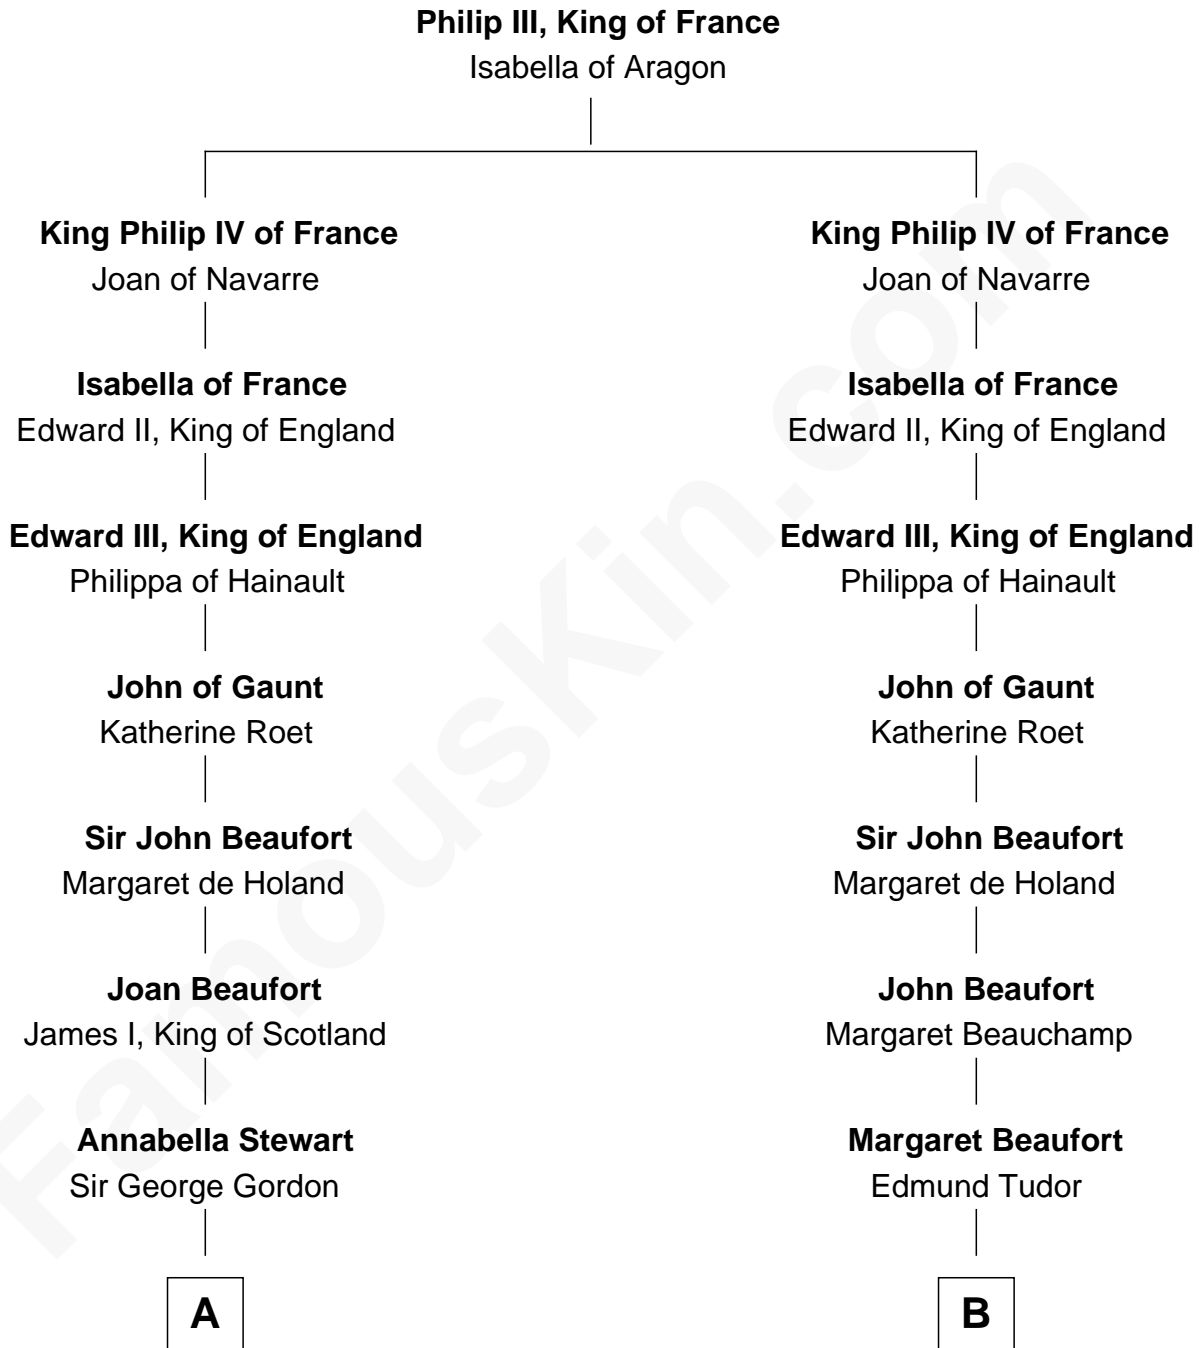 Philip III, King of France
Isabella of Aragon
King Philip IV of France
Joan of Navarre
Isabella of France
Edward II, King of England
Edward III, King of England
Philippa of Hainault
John of Gaunt
Katherine Roet
Sir John Beaufort
Margaret de Holand
Joan Beaufort
James I, King of Scotland
Annabella Stewart
Sir George Gordon
A
King Philip IV of France
Joan of Navarre
Isabella of France
Edward II, King of England
Edward III, King of England
Philippa of Hainault
John of Gaunt
Katherine Roet
Sir John Beaufort
Margaret de Holand
John Beaufort
Margaret Beauchamp
Margaret Beaufort
Edmund Tudor
B
FamousKin.com